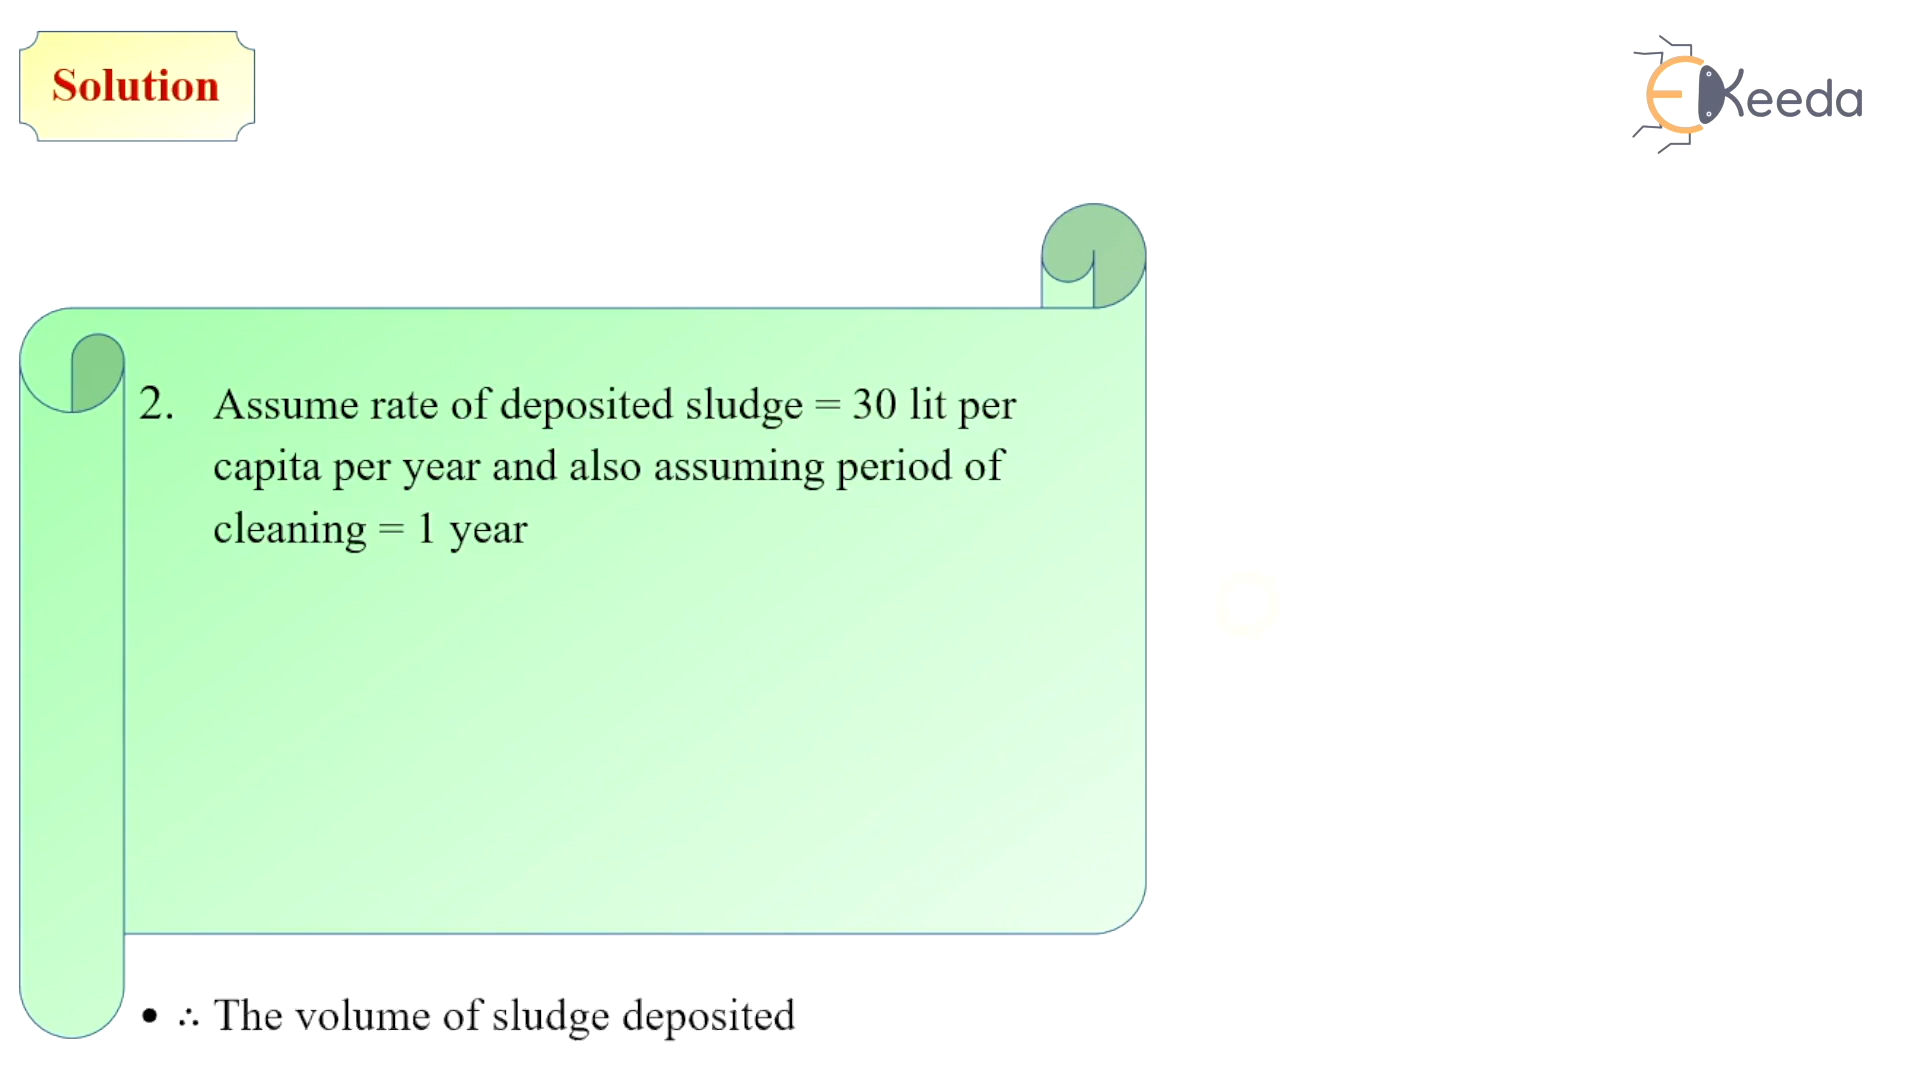 Solution
EKeeda
2. Assume rate of deposited sludge = 30 lit per
capita per year and also assuming period of
cleaning = 1 year
• ∴ The volume of sludge deposited